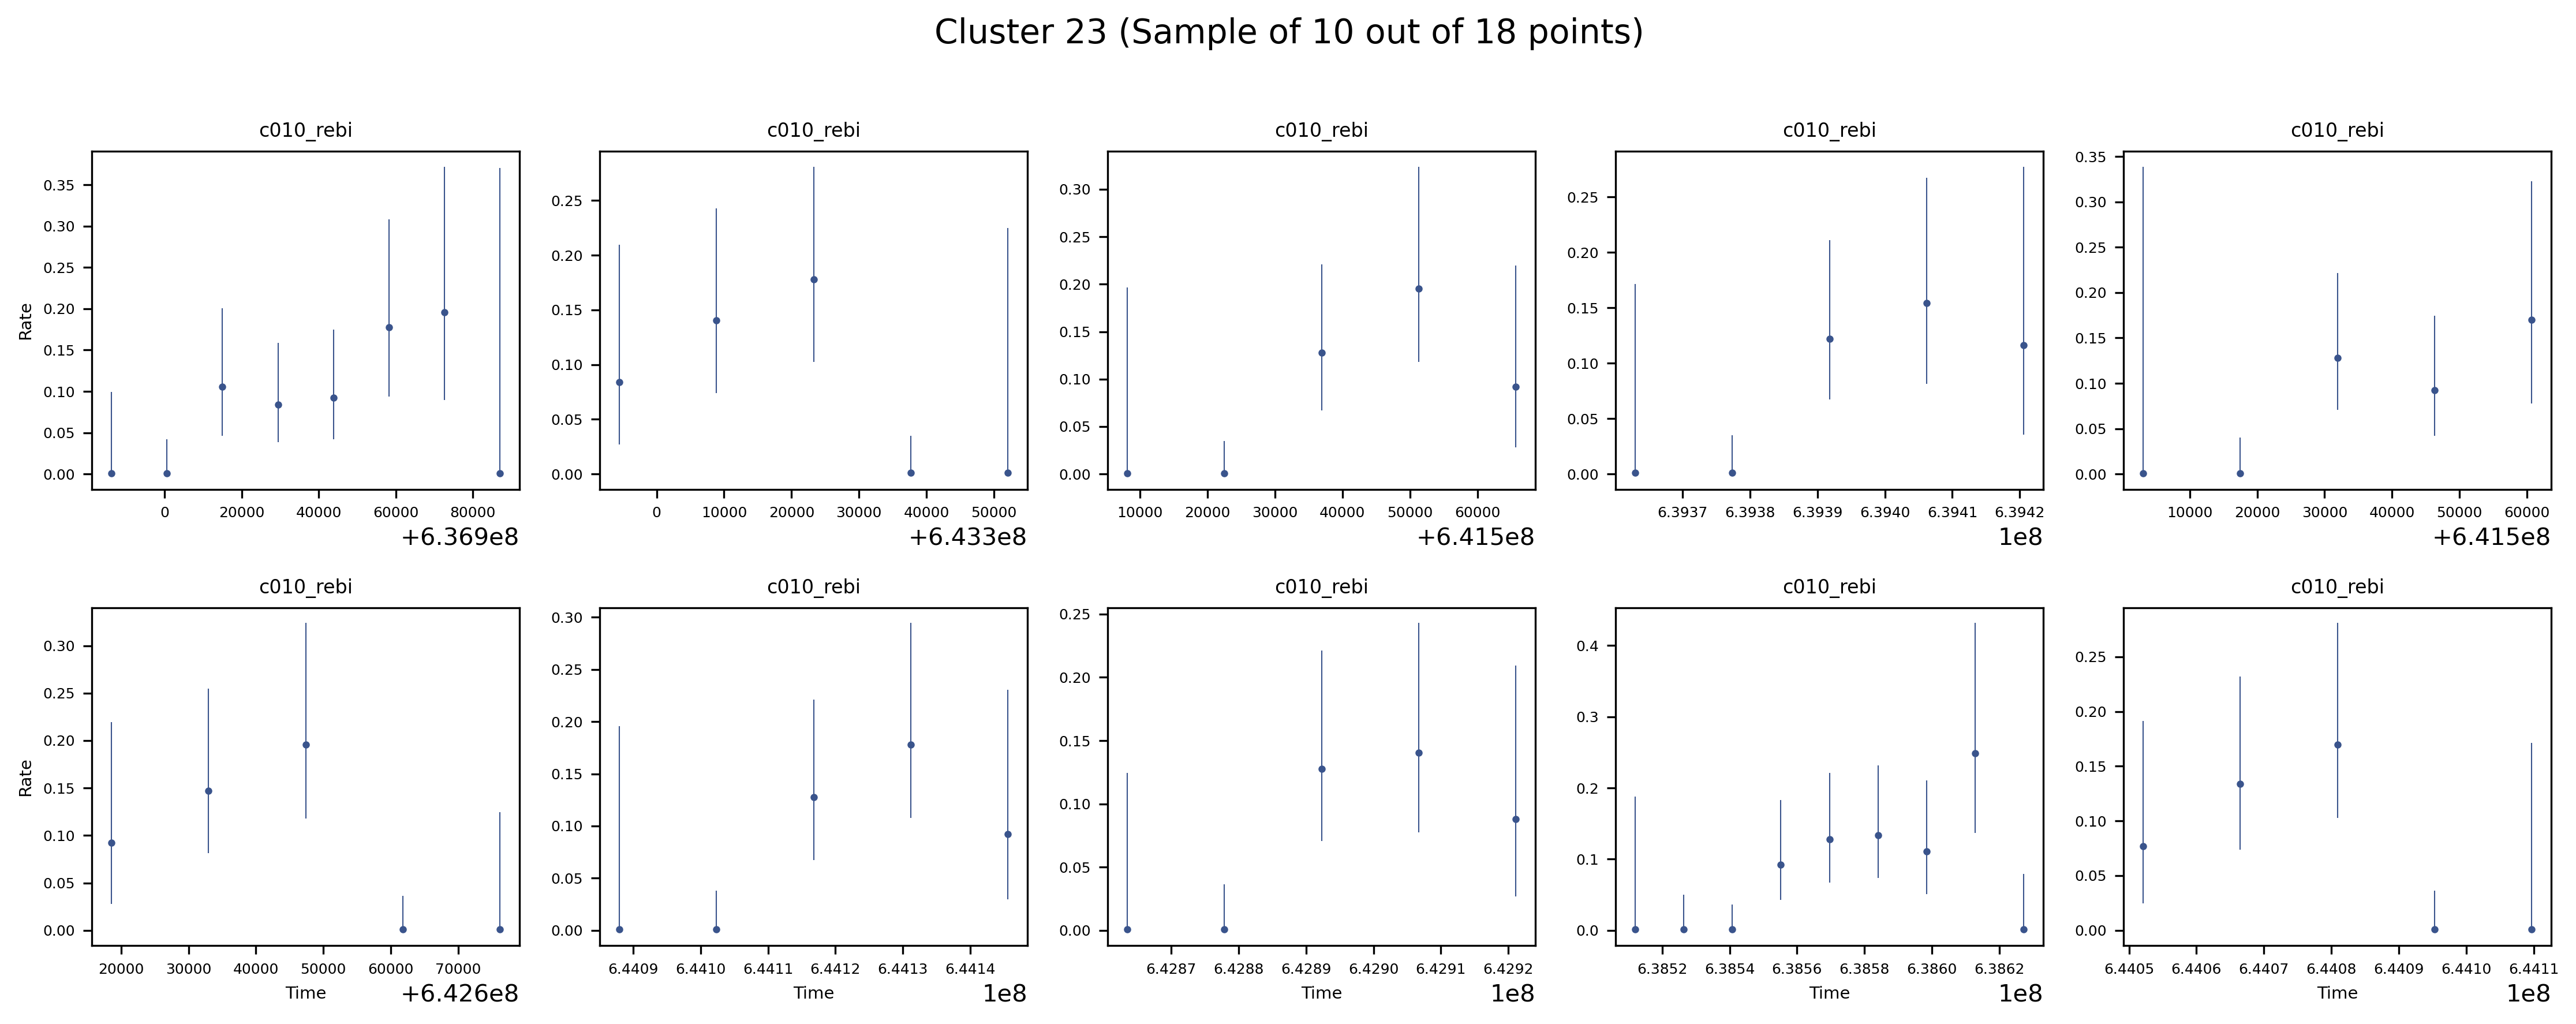 Cluster 23 (Sample of 10 out of 18 points)
c010_rebi c010_rebi c010_rebi c010_rebi c010_rebi
Rate
0.35
0.30
0.25
0.20
0.15
0.10
0.05
0.00
0 20000 40000 60000 80000
+6.369e8
0.25
0.20
0.15
0.10
0.05
0.00
0 10000 20000 30000 40000 50000
+6.433e8
0.30
0.25
0.20
0.15
0.10
0.05
0.00
10000 20000 30000 40000 50000 60000
+6.415e8
0.25
0.20
0.15
0.10
0.05
0.00
6.3937 6.3938 6.3939 6.3940 6.3941 6.3942
1e8
0.35
0.30
0.25
0.20
0.15
0.10
0.05
0.00
10000 20000 30000 40000 50000 60000
+6.415e8
c010_rebi c010_rebi c010_rebi c010_rebi c010_rebi
Rate
0.30
0.25
0.20
0.15
0.10
0.05
0.00
20000 30000 40000 50000 60000 70000
Time +6.426e8
0.30
0.25
0.20
0.15
0.10
0.05
0.00
6.4409 6.4410 6.4411 6.4412 6.4413 6.4414
Time 1e8
0.25
0.20
0.15
0.10
0.05
0.00
6.4287 6.4288 6.4289 6.4290 6.4291 6.4292
Time 1e8
0.4
0.3
0.2
0.1
0.0
6.3852 6.3854 6.3856 6.3858 6.3860 6.3862
Time 1e8
0.25
0.20
0.15
0.10
0.05
0.00
6.4405 6.4406 6.4407 6.4408 6.4409 6.4410 6.4411
Time 1e8